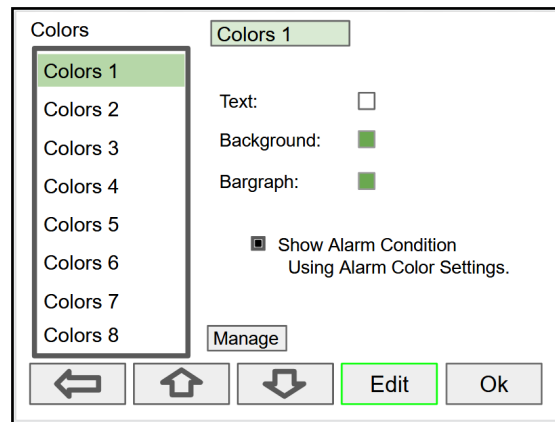 Colors
Colors 1
Colors 1
Colors 2
Colors 3
Colors 4
Colors 5
Colors 6
Colors 7
Colors 8
Text:
Background:
Bargraph:
Show Alarm Condition
Using Alarm Color Settings.
Manage
Edit
Ok